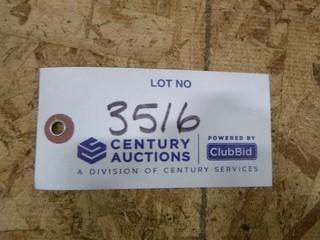 LOT NO
3516
CENTURY AUCTIONS
POWERED BY
ClubBid
A DIVISION OF CENTURY SERVICES